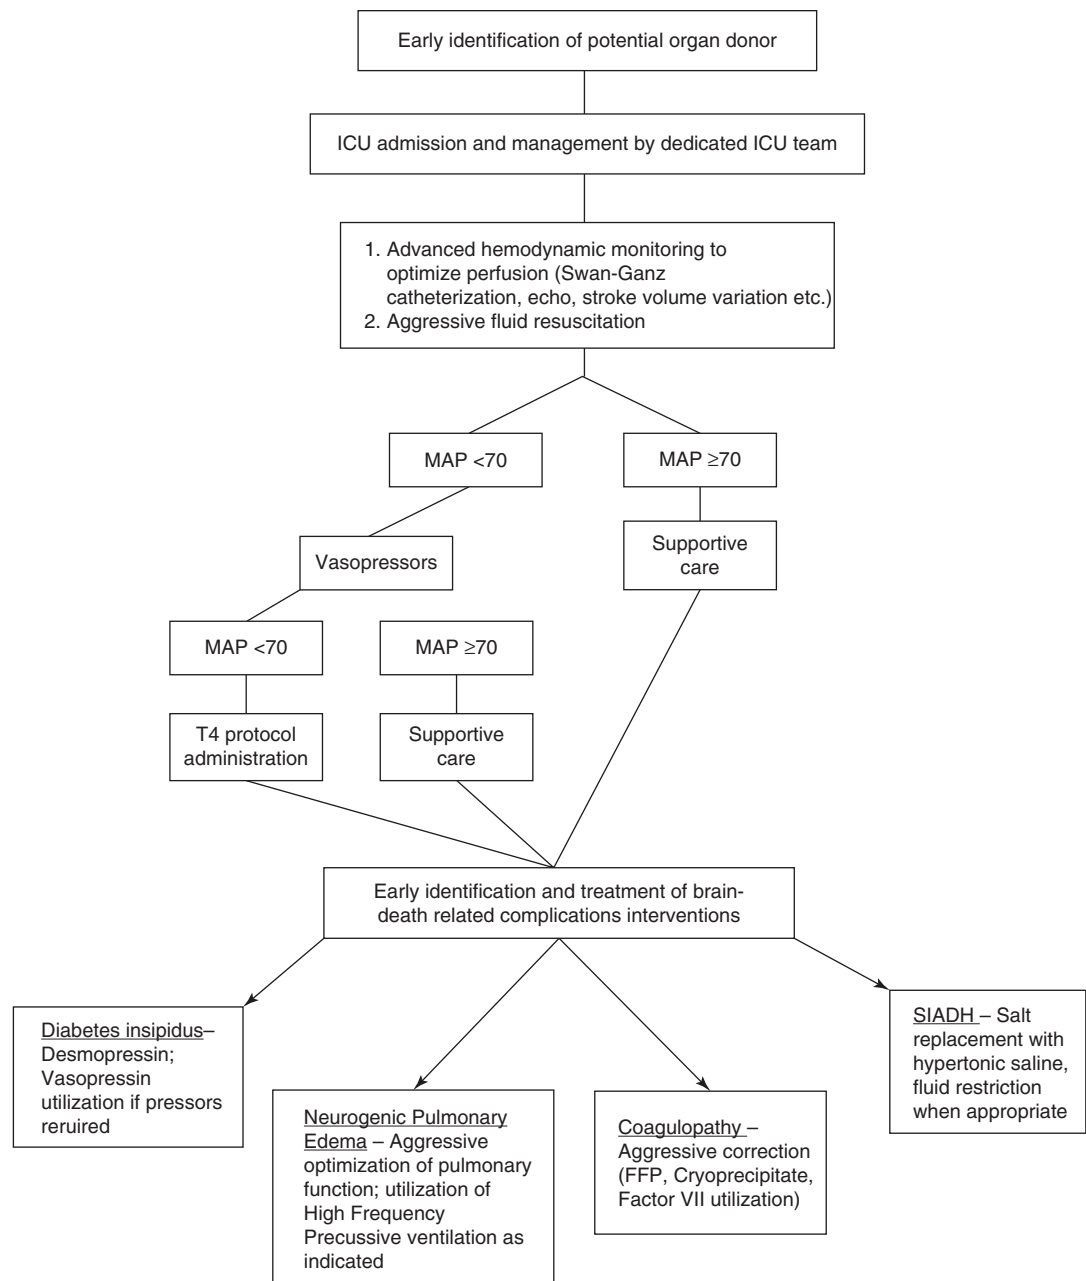 Early identification of potential organ donor
ICU admission and management by dedicated ICU team
1. Advanced hemodynamic monitoring to
optimize perfusion (Swan-Ganz
catheterization, echo, stroke volume variation etc.)
2. Aggressive fluid resuscitation
MAP <70
MAP ≥70
Vasopressors
Supportive
care
MAP <70
MAP ≥70
T4 protocol
administration
Supportive
care
Early identification and treatment of brain-
death related complications interventions
Diabetes insipidus–
Desmopressin;
Vasopressin
utilization if pressors
reruired
Neurogenic Pulmonary
Edema – Aggressive
optimization of pulmonary
function; utilization of
High Frequency
Precussive ventilation as
indicated
Coagulopathy –
Aggressive correction
(FFP, Cryoprecipitate,
Factor VII utilization)
SIADH – Salt
replacement with
hypertonic saline,
fluid restriction
when appropriate